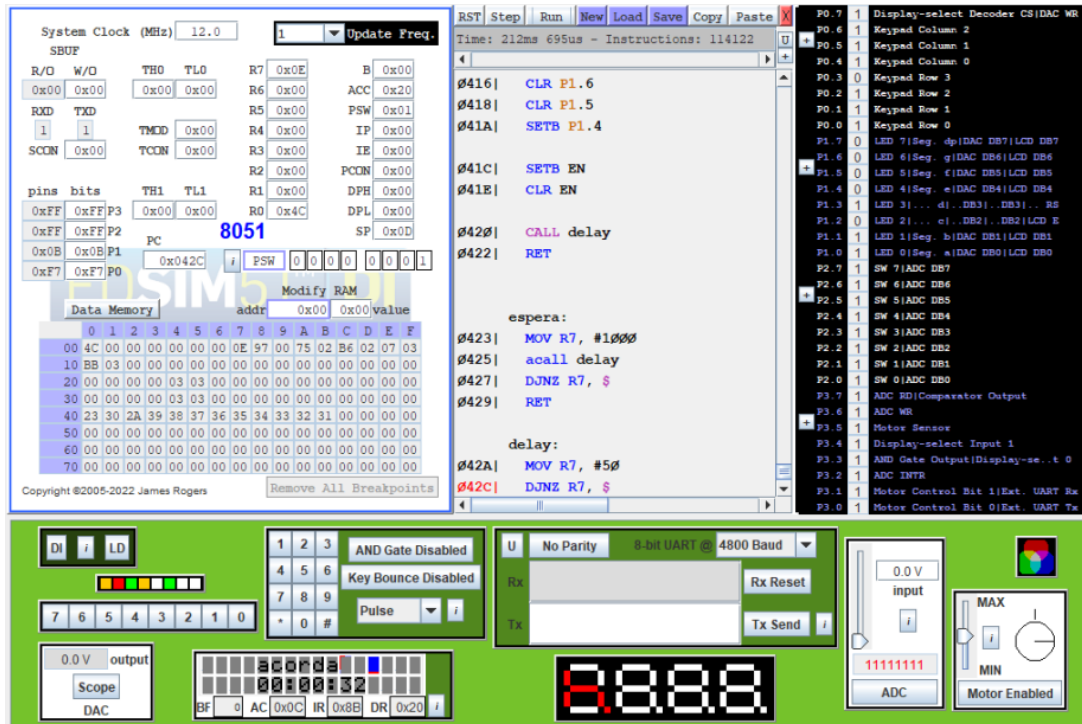 System Clock (MHz) 12.0 1 Update Freq.
SBUF
R/O W/O TH0 TL0 R7 0x0E B 0x00
0x00 0x00 0x00 0x00 R6 0x00 ACC 0x20
RXD TXD R5 0x00 PSW 0x01
1 1 TMOD 0x00 R4 0x00 IP 0x00
SCON 0x00 TCON 0x00 R3 0x00 IE 0x00
R2 0x00 PCON 0x00
pins bits TH1 TL1 R1 0x00 DPH 0x00
0xFF 0xFF P3 0x00 0x00 R0 0x4C DPL 0x00
0xFF 0xFF P2 8051 SP 0x0D
0x0B 0x0B P1 PC
0x042C i PSW 0 0 0 0 0 0 0 1
0xF7 0xF7 P0
Modify RAM
Data Memory addr 0x00 0x00 value
0 1 2 3 4 5 6 7 8 9 A B C D E F
00 4C 00 00 00 00 00 00 0E 97 00 75 02 B6 02 07 03
10 BB 03 00 00 00 00 00 00 00 00 00 00 00 00 00 00
20 00 00 00 00 03 03 00 00 00 00 00 00 00 00 00 00
30 00 00 00 00 03 03 00 00 00 00 00 00 00 00 00 00
40 23 30 2A 39 38 37 36 35 34 33 32 31 00 00 00 00
50 00 00 00 00 00 00 00 00 00 00 00 00 00 00 00 00
60 00 00 00 00 00 00 00 00 00 00 00 00 00 00 00 00
70 00 00 00 00 00 00 00 00 00 00 00 00 00 00 00 00
Copyright ©2005-2022 James Rogers Remove All Breakpoints
RST Step Run New Load Save Copy Paste X
Time: 212ms 695us - Instructions: 114122
0416| CLR P1.6
0418| CLR P1.5
041A| SETB P1.4
041C| SETB EN
041E| CLR EN
0420| CALL delay
0422| RET
espera:
0423| MOV R7, #1000
0425| acall delay
0427| DJNZ R7, $
0429| RET
delay:
042A| MOV R7, #50
042C| DJNZ R7, $
P0.7 1 Display-select Decoder CS|DAC WR
P0.6 1 Keypad Column 2
P0.5 1 Keypad Column 1
P0.4 1 Keypad Column 0
P0.3 0 Keypad Row 3
P0.2 1 Keypad Row 2
P0.1 1 Keypad Row 1
P0.0 1 Keypad Row 0
P1.7 0 LED 7|Seg. dp|DAC DB7|LCD DB7
P1.6 0 LED 6|Seg. g|DAC DB6|LCD DB6
P1.5 0 LED 5|Seg. f|DAC DB5|LCD DB5
P1.4 0 LED 4|Seg. e|DAC DB4|LCD DB4
P1.3 1 LED 3|... d|..DB3|..DB3|.. RS
P1.2 0 LED 2|... c|..DB2|..DB2|LCD E
P1.1 1 LED 1|Seg. b|DAC DB1|LCD DB1
P1.0 1 LED 0|Seg. a|DAC DB0|LCD DB0
P2.7 1 SW 7|ADC DB7
P2.6 1 SW 6|ADC DB6
P2.5 1 SW 5|ADC DB5
P2.4 1 SW 4|ADC DB4
P2.3 1 SW 3|ADC DB3
P2.2 1 SW 2|ADC DB2
P2.1 1 SW 1|ADC DB1
P2.0 1 SW 0|ADC DB0
P3.7 1 ADC RD|Comparator Output
P3.6 1 ADC WR
P3.5 1 Motor Sensor
P3.4 1 Display-select Input 1
P3.3 1 AND Gate Output|Display-se..t 0
P3.2 1 ADC INTR
P3.1 1 Motor Control Bit 1|Ext. UART Rx
P3.0 1 Motor Control Bit 0|Ext. UART Tx
DI i LD
7 6 5 4 3 2 1 0
0.0 V output
Scope
DAC
1 2 3
4 5 6
7 8 9
* 0 #
AND Gate Disabled
Key Bounce Disabled
Pulse i
acorda!
00:00:32
BF 0 AC 0x0C IR 0x8B DR 0x20 i
U No Parity 8-bit UART @ 4800 Baud
Rx Rx Reset
Tx Tx Send i
8.8.8.8.
0.0 V
input
i
11111111
ADC
MAX
i
MIN
Motor Enabled